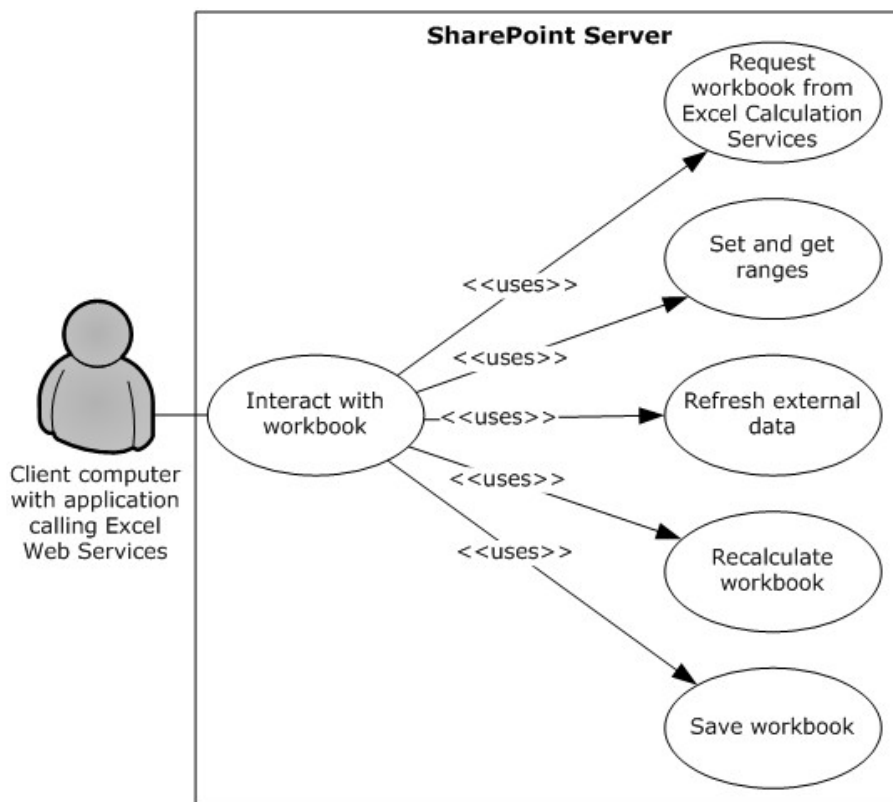 SharePoint Server
Request
workbook from
Excel Calculation
Services
<<uses>>
Set and get
ranges
<<uses>>
Interact with
workbook
<<uses>>
Refresh external
data
Client computer
with application
calling Excel
Web Services
<<uses>>
Recalculate
workbook
<<uses>>
Save workbook